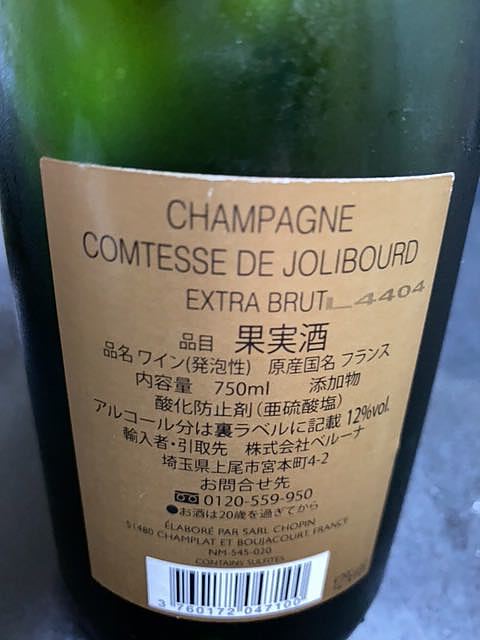 CHAMPAGNE
COMTESSE DE JOLIBOURD
EXTRA BRUT L4404
品目 果実酒
品名 ワイン(発泡性) 原産国名 フランス
内容量 750ml 添加物
酸化防止剤(亜硫酸塩)
アルコール分は裏ラベルに記載 12%vol.
輸入者・引取先 株式会社ベルーナ
埼玉県上尾市宮本町4-2
お問合せ先
0120-559-950
●お酒は20歳を過ぎてから
ÉLABORÉ PAR SARL CHOPIN
51480 CHAMPLAT ET BOUJACOURT FRANCE
NM-545-020
CONTAINS SULFITES
3 760172 047100
12%vol.